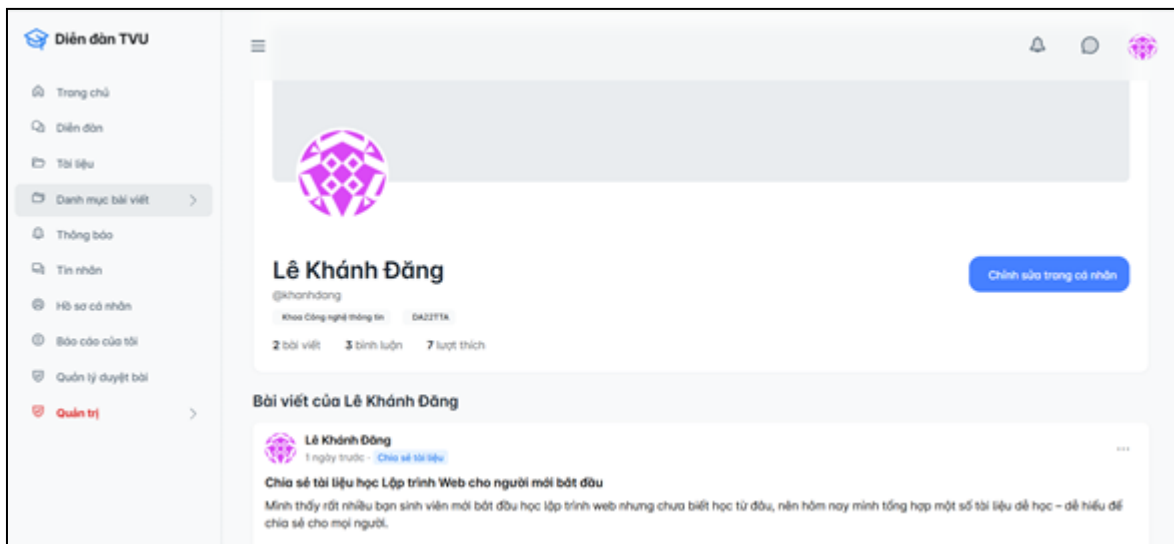 Diễn đàn TVU
Trang chủ
Diễn đàn
Tài liệu
Danh mục bài viết
Thông báo
Tin nhắn
Hồ sơ cá nhân
Báo cáo của tôi
Quản lý duyệt bài
Quản trị
Lê Khánh Đăng
@khanhdang
Chỉnh sửa trang cá nhân
Khoa Công nghệ thông tin DA22TTA
2 bài viết 3 bình luận 7 lượt thích
Bài viết của Lê Khánh Đăng
Lê Khánh Đăng
1 ngày trước - Chia sẻ tài liệu
Chia sẻ tài liệu học Lập trình Web cho người mới bắt đầu
Mình thấy rất nhiều bạn sinh viên mới bắt đầu học lập trình web nhưng chưa biết học từ đâu, nên hôm nay mình tổng hợp một số tài liệu dễ học – dễ hiểu để
chia sẻ cho mọi người.